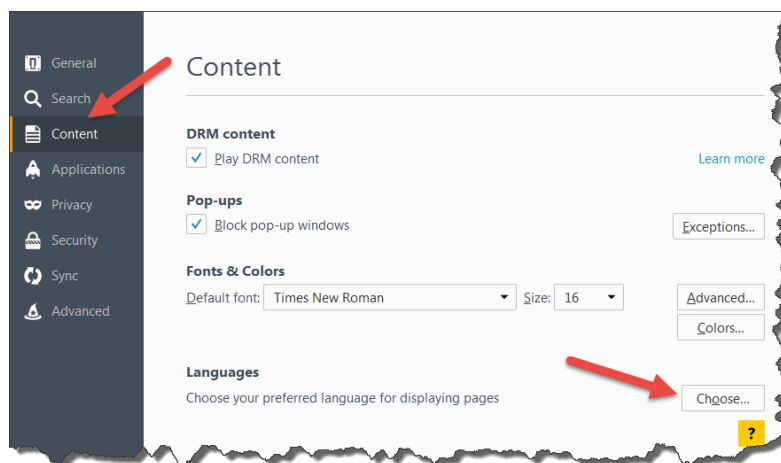 General
Search
Content
Applications
Privacy
Security
Sync
Advanced
Content
DRM content
Play DRM content
Learn more
Pop-ups
Block pop-up windows
Exceptions...
Fonts & Colors
Default font: Times New Roman Size: 16 Advanced...
Colors...
Languages
Choose your preferred language for displaying pages Choose...
?